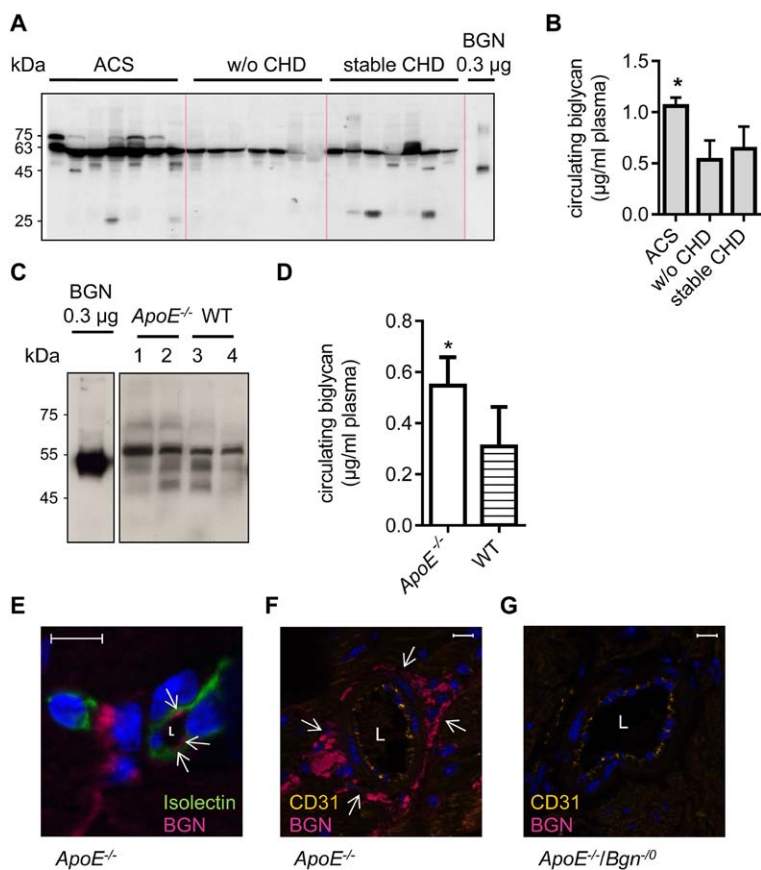 A
kDa
ACS
w/o CHD
stable CHD
BGN
0.3 µg
75
63
45
25
B
circulating biglycan
(µg/ml plasma)
1.5
1.0
0.5
0.0
*
ACS
w/o CHD
stable CHD
C
BGN
0.3 µg
ApoE-/- WT
kDa
1 2 3 4
75
55
45
D
circulating biglycan
(µg/ml plasma)
0.8
0.6
0.4
0.2
0.0
*
ApoE-/-
WT
E
L
Isolectin
BGN
ApoE-/-
F
L
CD31
BGN
ApoE-/-
G
L
CD31
BGN
ApoE-/-/Bgn-/0